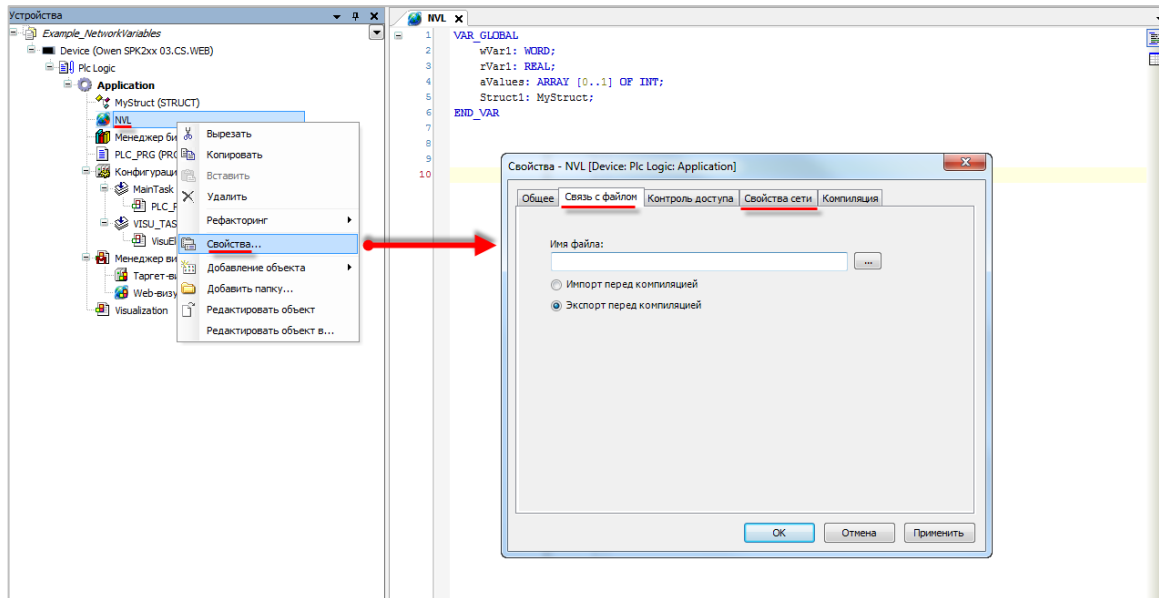 Устройства
Example_NetworkVariables
Device (Owen SPK2xx 03.CS.WEB)
Plc Logic
Application
MyStruct (STRUCT)
NVL
Менеджер би
PLC_PRG (PRG
Конфигураци
MainTask
PLC_P
VISU_TAS
VisuEl
Менеджер ви
Таргет-ви
Web-визу
Visualization
Вырезать
Копировать
Вставить
Удалить
Рефакторинг
Свойства...
Добавление объекта
Добавить папку...
Редактировать объект
Редактировать объект в...
NVL
1 VAR_GLOBAL
2 wVar1: WORD;
3 rVar1: REAL;
4 aValues: ARRAY [0..1] OF INT;
5 Struct1: MyStruct;
6 END_VAR
7
8
9
10
Свойства - NVL [Device: Plc Logic: Application]
Общее Связь с файлом Контроль доступа Свойства сети Компиляция
Имя файла:
...
Импорт перед компиляцией
Экспорт перед компиляцией
OK Отмена Применить